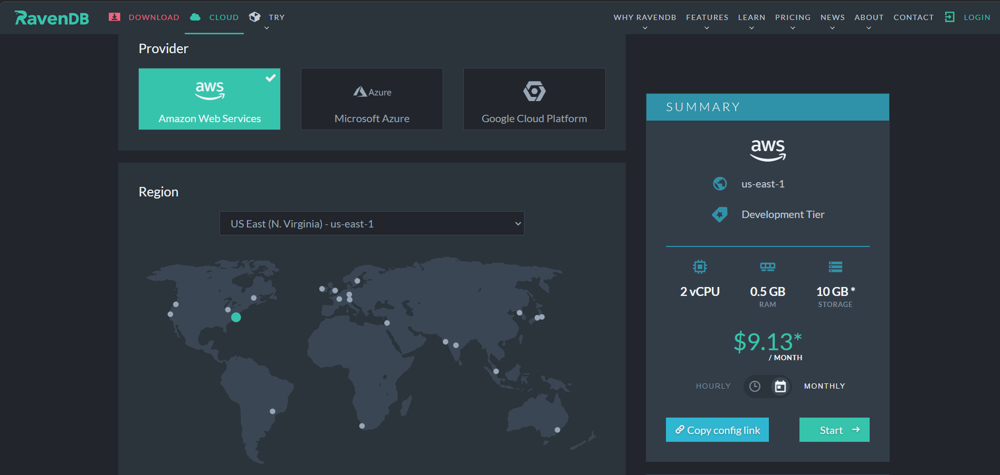 RavenDB DOWNLOAD CLOUD TRY WHY RAVENDB FEATURES LEARN PRICING NEWS ABOUT CONTACT LOGIN
Provider
aws
Amazon Web Services
Azure
Microsoft Azure
Google Cloud Platform
Region
US East (N. Virginia) - us-east-1
SUMMARY
aws
us-east-1
Development Tier
2 vCPU
0.5 GB
RAM
10 GB *
STORAGE
$9.13*
/ MONTH
HOURLY MONTHLY
Copy config link
Start